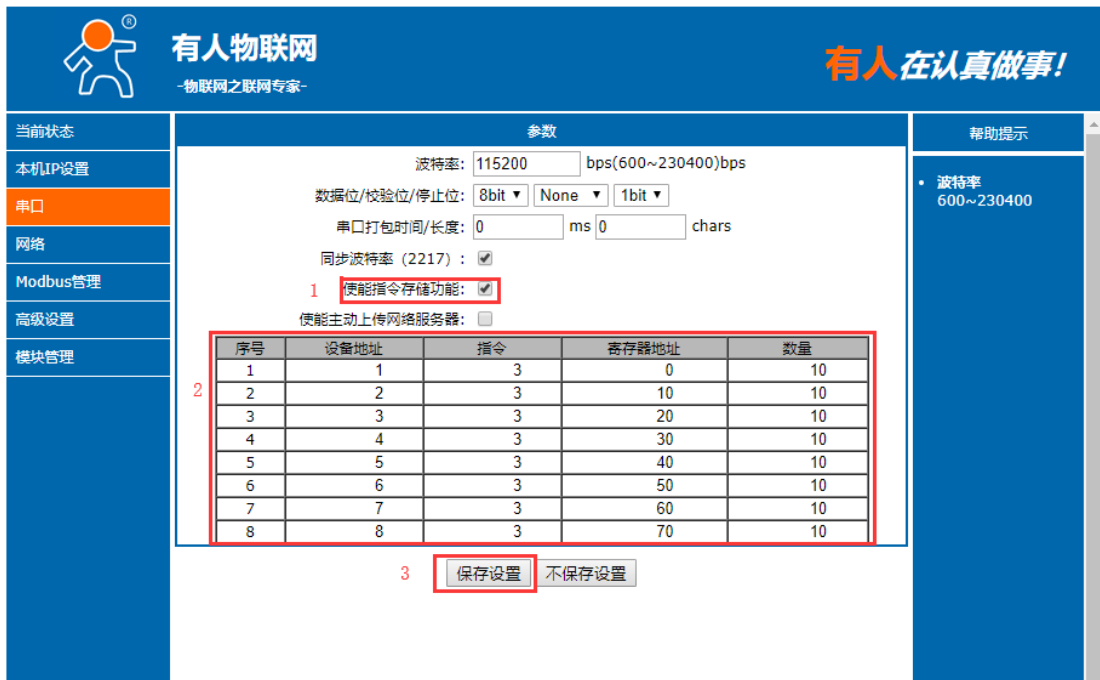 ®
有人物联网
-物联网之联网专家-
有人在认真做事!
当前状态
本机IP设置
串口
网络
Modbus管理
高级设置
模块管理
参数
波特率: 115200 bps(600~230400)bps
数据位/校验位/停止位: 8bit None 1bit
串口打包时间/长度: 0 ms 0 chars
同步波特率（2217）:
1 使能指令存储功能:
使能主动上传网络服务器:
2
序号 设备地址 指令 寄存器地址 数量
1 1 3 0 10
2 2 3 10 10
3 3 3 20 10
4 4 3 30 10
5 5 3 40 10
6 6 3 50 10
7 7 3 60 10
8 8 3 70 10
3 保存设置 不保存设置
帮助提示
• 波特率
600~230400